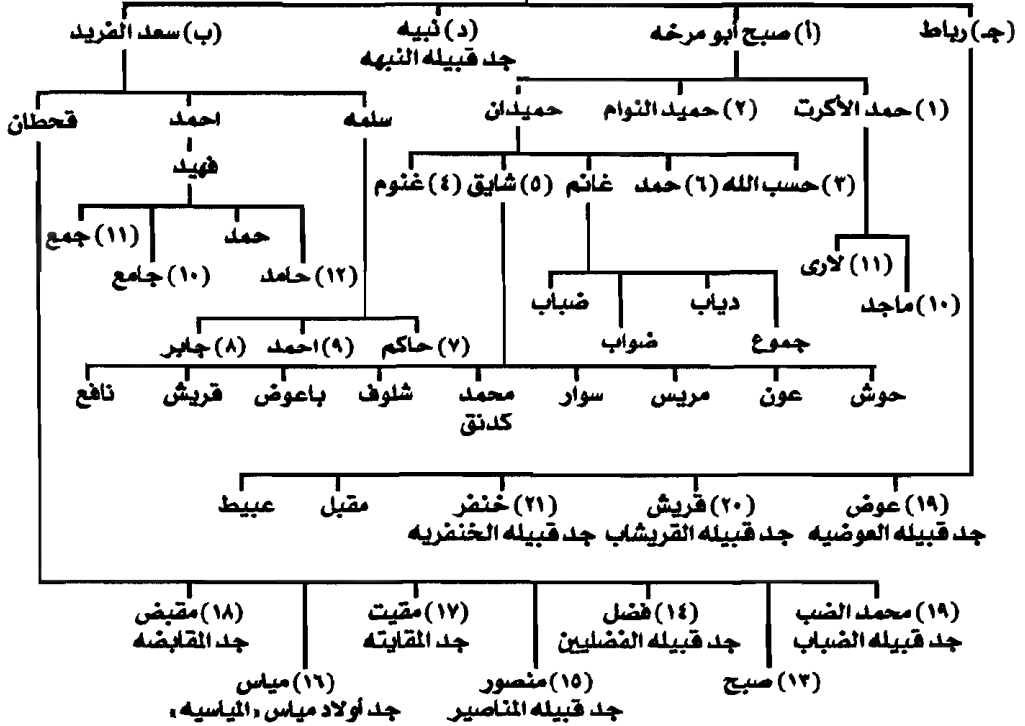 (جـ) رباط
(أ) صبح أبو مرخه
(د) نبيه
جد قبيله النبهه
(ب) سعد الفريد
(١) حمد الأكرت
(٢) حميد النوام
حميدان
سلمه
احمد
قحطان
فهيد
(٣) حسب الله
(٦) حمد
غانم
(٥) شايق
(٤) غنوم
(١١) لارى
(١٠) ماجد
حمد
(١١) جمع
(١٢) حامد
(١٠) جامع
دياب
ضباب
جموع
ضواب
(٧) حاكم
(٩) احمد
(٨) جابر
حوش
عون
مريس
سوار
محمد
كدنق
شلوف
باعوض
قريش
نافع
(١٩) عوض
جد قبيله العوضيه
(٢٠) قريش
جد قبيله القريشاب
(٢١) خنفر
جد قبيله الخنفريه
مقبل
عبيط
(١٩) محمد الضب
جد قبيله الضباب
(١٤) فضل
جد قبيله الفضليين
(١٧) مقيت
جد المقايته
(١٨) مقبض
جد المقابضه
(١٣) صبح
(١٥) منصور
جد قبيله المناصير
(١٦) مياس
جد أولاد مياس «المياسيه»